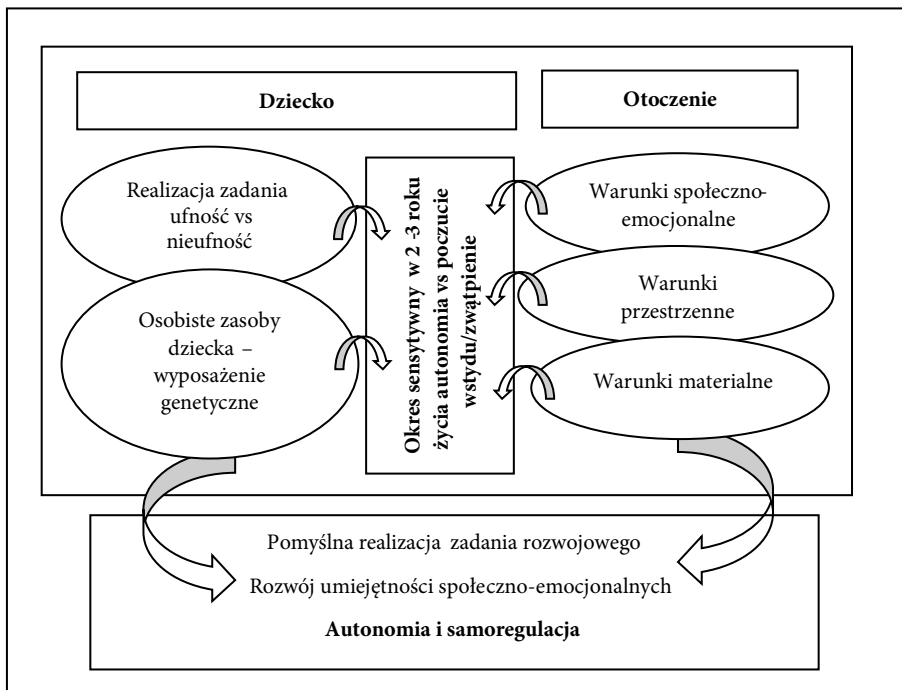 Dziecko
Otoczenie
Realizacja zadania
ufność vs
nieufność
Osobiste zasoby
dziecka –
wyposażenie
genetyczne
Okres sensytywny w 2 -3 roku
życia autonomia vs poczucie
wstydu/zwątpienie
Warunki społeczno-
emocjonalne
Warunki
przestrzenne
Warunki materialne
Pomyślna realizacja zadania rozwojowego
Rozwój umiejętności społeczno-emocjonalnych
Autonomia i samoregulacja